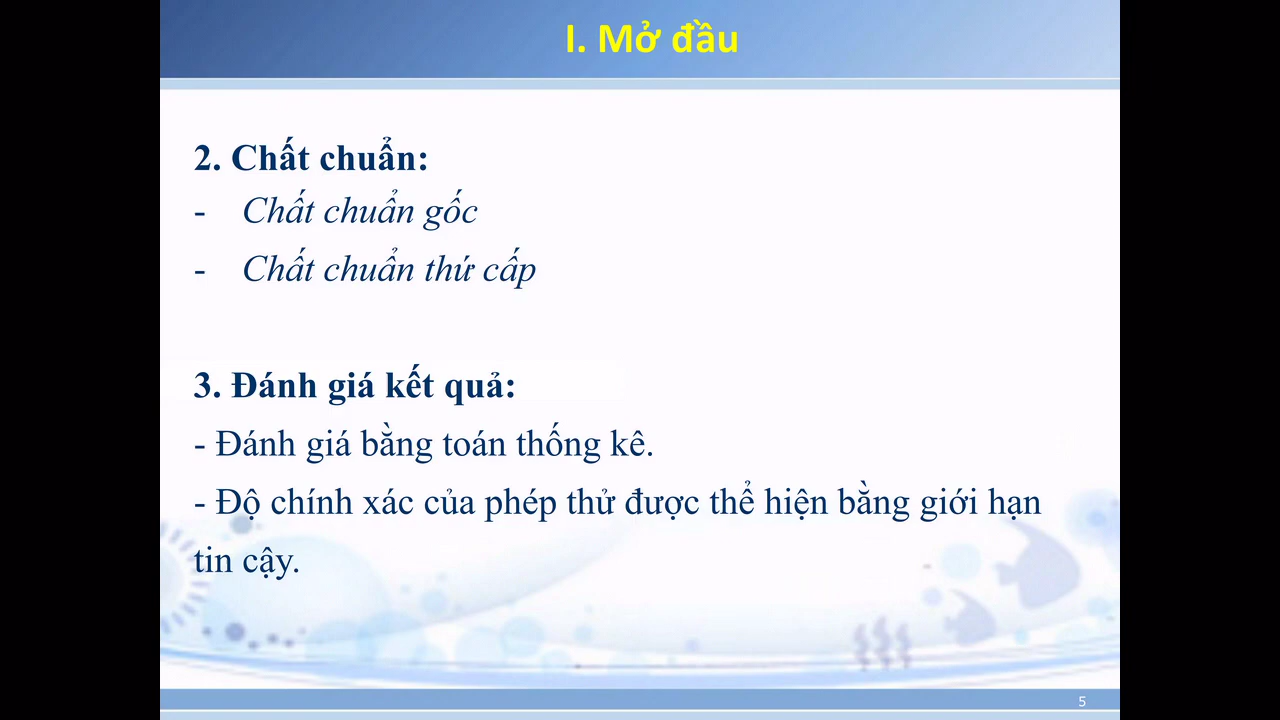 I. Mở đầu
2. Chất chuẩn:
- Chất chuẩn gốc
- Chất chuẩn thứ cấp
3. Đánh giá kết quả:
- Đánh giá bằng toán thống kê.
- Độ chính xác của phép thử được thể hiện bằng giới hạn
tin cậy.
5